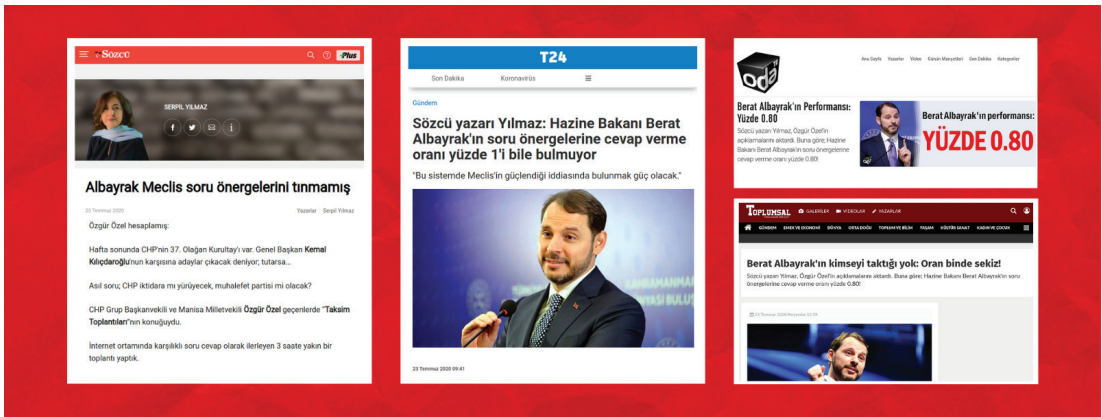 Sözcü
Plus
SERPİL YILMAZ
Albayrak Meclis soru önergelerini tınmamış
23 Temmuz 2020
Yazarlar Serpil Yılmaz
Özgür Özel hesaplamış:
Hafta sonunda CHP'nin 37. Olağan Kurultay'ı var. Genel Başkan Kemal
Kılıçdaroğlu'nun karşısına adaylar çıkacak deniyor; tutarsa...
Asıl soru; CHP iktidara mı yürüyecek, muhalefet partisi mi olacak?
CHP Grup Başkanvekili ve Manisa Milletvekili Özgür Özel geçenlerde "Taksim
Toplantıları"nın konuğuydu.
İnternet ortamında karşılıklı soru cevap olarak ilerleyen 3 saate yakın bir
toplantı yaptık.
T24
Son Dakika Koronavirüs
Gündem
Sözcü yazarı Yılmaz: Hazine Bakanı Berat
Albayrak'ın soru önergelerine cevap verme
oranı yüzde 1'i bile bulmuyor
"Bu sistemde Meclis'in güçlendiği iddiasında bulunmak güç olacak."
KAHRAMANMA
NYASI BULUŞ
23 Temmuz 2020 09:41
oda
TV
Ana Sayfa Yazarlar Video Günün Manşetleri Son Dakika Kategoriler
Berat Albayrak'ın Performansı:
Yüzde 0.80
Sözcü yazarı Yılmaz, Özgür Özel'in
açıklamalarını aktardı. Buna göre; Hazine
Bakanı Berat Albayrak'ın soru önergelerine
cevap verme oranı yüzde 0.80!
Berat Albayrak'ın performansı:
YÜZDE 0.80
TOPLUMSAL
GALERİLER VİDEOLAR YAZARLAR
GÜNDEM EMEK VE EKONOMİ DÜNYA ORTADOĞU TOPLUM VE BİLİM YAŞAM KÜLTÜR SANAT KADIN VE ÇOCUK
Berat Albayrak'ın kimseyi taktığı yok: Oran binde sekiz!
Sözcü yazarı Yılmaz, Özgür Özel'in açıklamalarını aktardı. Buna göre; Hazine Bakanı Berat Albayrak'ın soru
önergelerine cevap verme oranı yüzde 0.80!
23 Temmuz 2020 Perşembe